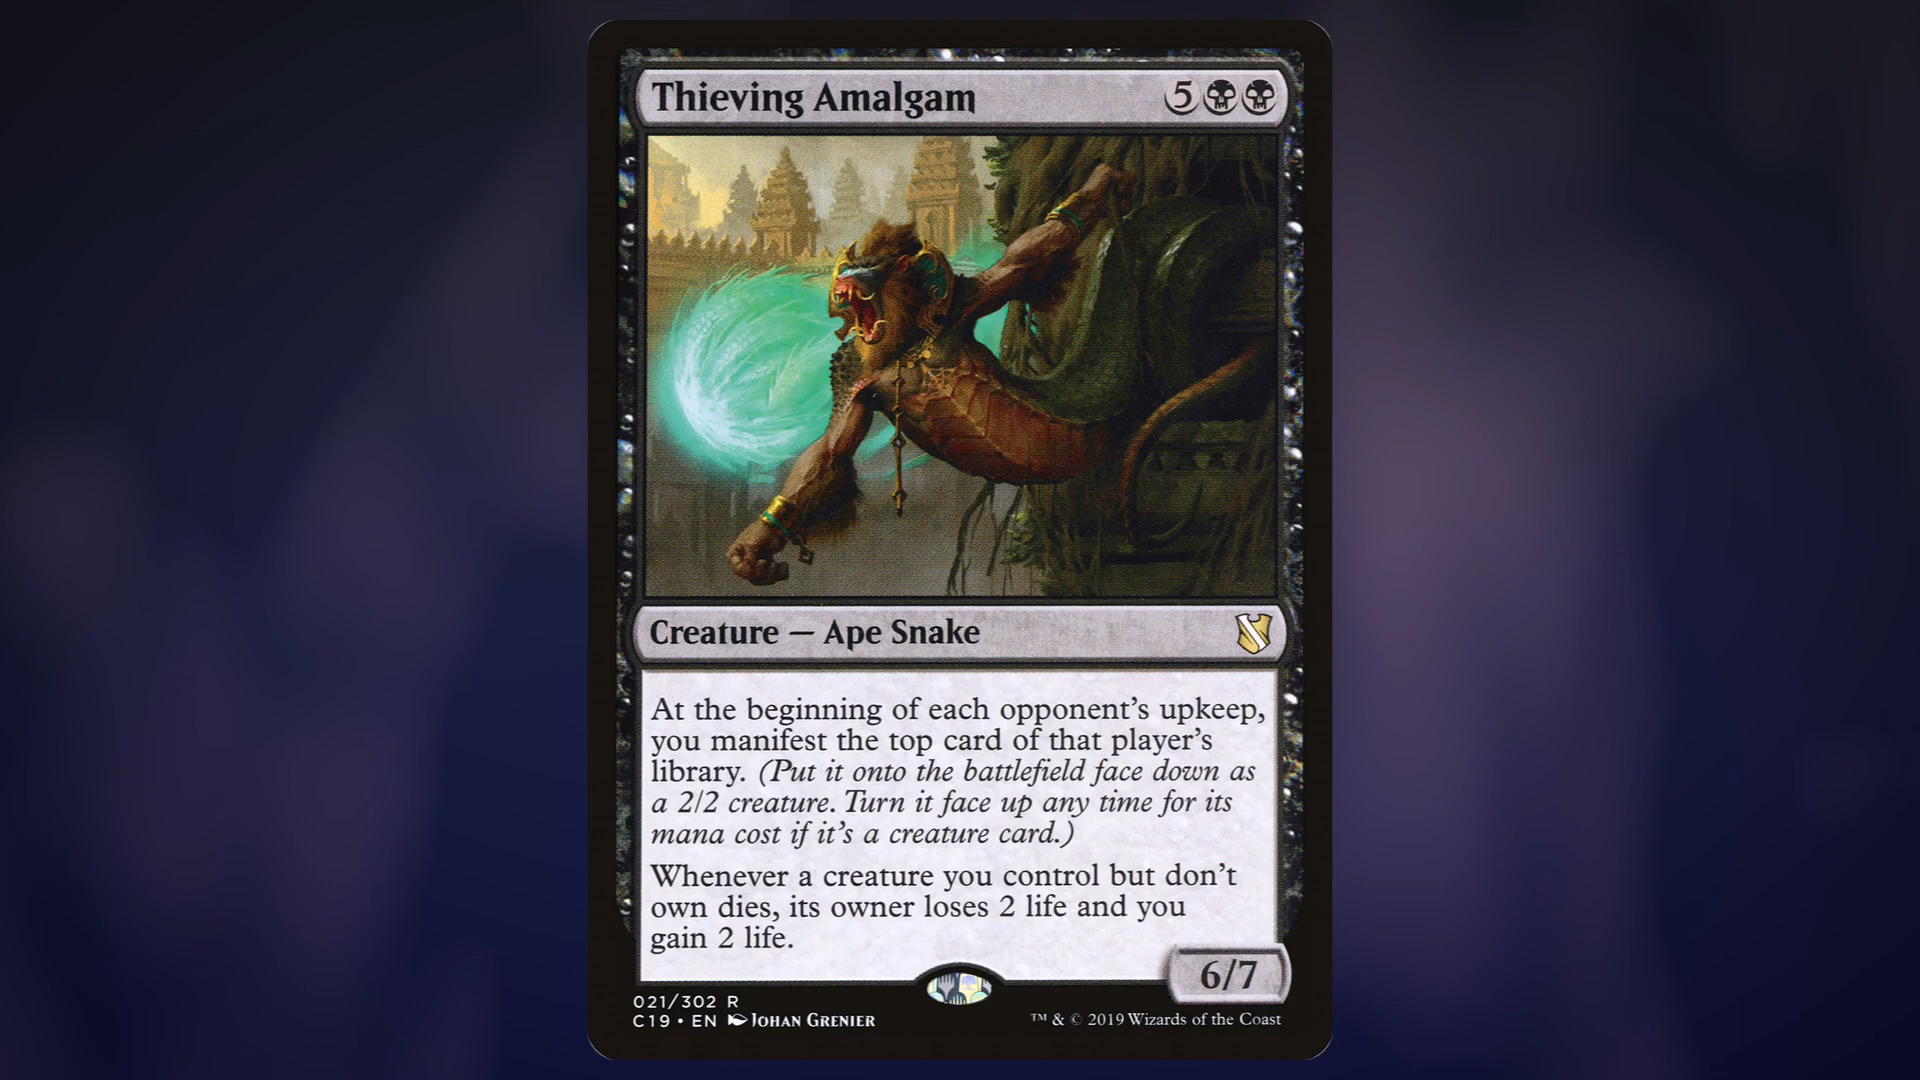 Thieving Amalgam 5
Creature — Ape Snake
At the beginning of each opponent's upkeep,
you manifest the top card of that player's
library. (Put it onto the battlefield face down as
a 2/2 creature. Turn it face up any time for its
mana cost if it's a creature card.)
Whenever a creature you control but don't
own dies, its owner loses 2 life and you
gain 2 life.
6/7
021/302 R
C19 • EN Johan Grenier
™ & © 2019 Wizards of the Coast